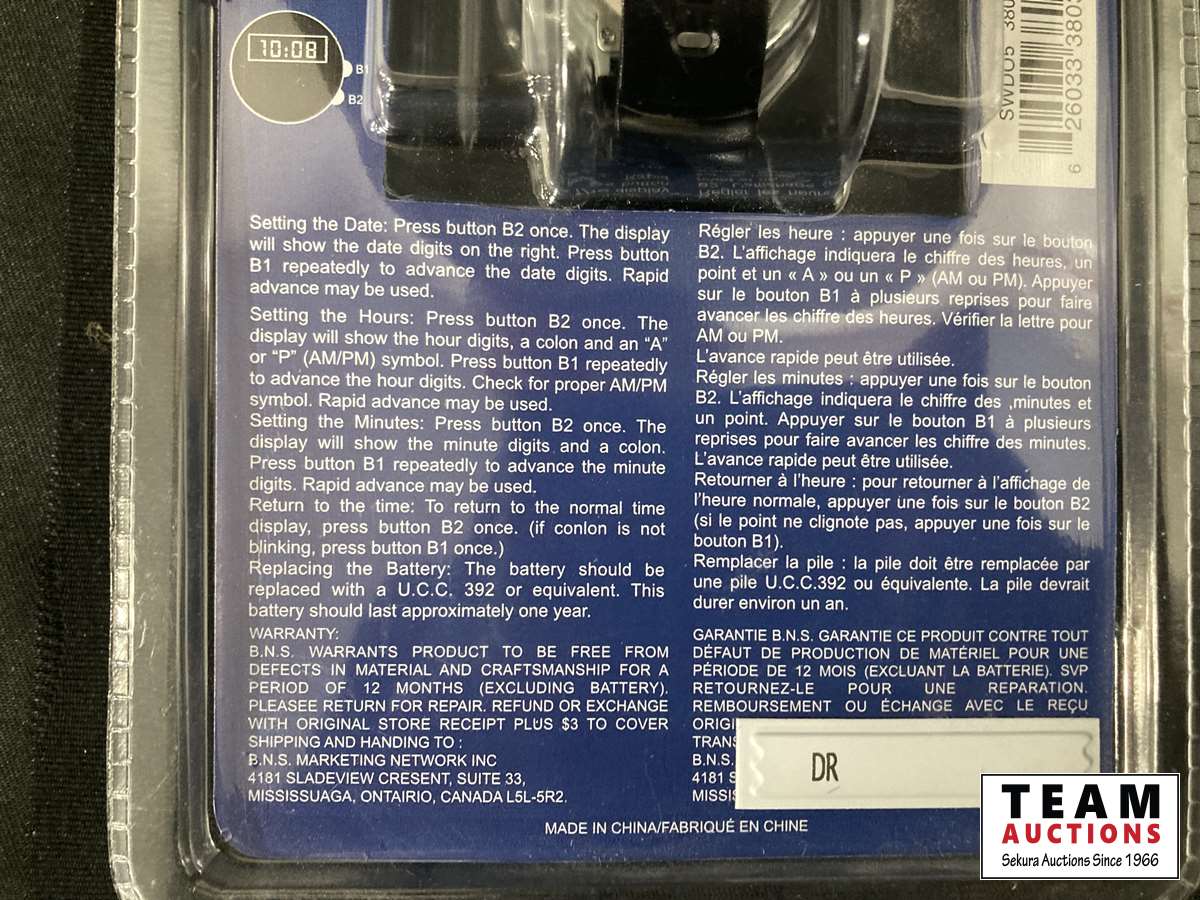 10:08
B1
B2
SWDC5 380
6 26033 380
Setting the Date: Press button B2 once. The display
will show the date digits on the right. Press button
B1 repeatedly to advance the date digits. Rapid
advance may be used.
Setting the Hours: Press button B2 once. The
display will show the hour digits, a colon and an “A”
or “P” (AM/PM) symbol. Press button B1 repeatedly
to advance the hour digits. Check for proper AM/PM
symbol. Rapid advance may be used.
Setting the Minutes: Press button B2 once. The
display will show the minute digits and a colon.
Press button B1 repeatedly to advance the minute
digits. Rapid advance may be used.
Return to the time: To return to the normal time
display, press button B2 once. (if conlon is not
blinking, press button B1 once.)
Replacing the Battery: The battery should be
replaced with a U.C.C. 392 or equivalent. This
battery should last approximately one year.
WARRANTY:
B.N.S. WARRANTS PRODUCT TO BE FREE FROM
DEFECTS IN MATERIAL AND CRAFTSMANSHIP FOR A
PERIOD OF 12 MONTHS (EXCLUDING BATTERY).
PLEASEE RETURN FOR REPAIR. REFUND OR EXCHANGE
WITH ORIGINAL STORE RECEIPT PLUS $3 TO COVER
SHIPPING AND HANDING TO :
B.N.S. MARKETING NETWORK INC
4181 SLADEVIEW CRESENT, SUITE 33,
MISSISSUAGA, ONTAIRIO, CANADA L5L-5R2.
Régler les heure : appuyer une fois sur le bouton
B2. L’affichage indiquera le chiffre des heures, un
point et un « A » ou un « P » (AM ou PM). Appuyer
sur le bouton B1 à plusieurs reprises pour faire
avancer les chiffre des heures. Vérifier la lettre pour
AM ou PM.
L’avance rapide peut être utilisée.
Régler les minutes : appuyer une fois sur le bouton
B2. L’affichage indiquera le chiffre des ,minutes et
un point. Appuyer sur le bouton B1 à plusieurs
reprises pour faire avancer les chiffre des minutes.
L’avance rapide peut être utilisée.
Retourner à l’heure : pour retourner à l’affichage de
l’heure normale, appuyer une fois sur le bouton B2
(si le point ne clignote pas, appuyer une fois sur le
bouton B1).
Remplacer la pile : la pile doit être remplacée par
une pile U.C.C.392 ou équivalente. La pile devrait
durer environ un an.
GARANTIE B.N.S. GARANTIE CE PRODUIT CONTRE TOUT
DÉFAUT DE PRODUCTION DE MATÉRIEL POUR UNE
PÉRIODE DE 12 MOIS (EXCLUANT LA BATTERIE). SVP
RETOURNEZ-LE POUR UNE REPARATION.
REMBOURSEMENT OU ÉCHANGE AVEC LE REÇU
ORIGI
TRANS
B.N.S.
4181 S
MISSI
DR
MADE IN CHINA/FABRIQUÉ EN CHINE
TEAM
AUCTIONS
Sekura Auctions Since 1966